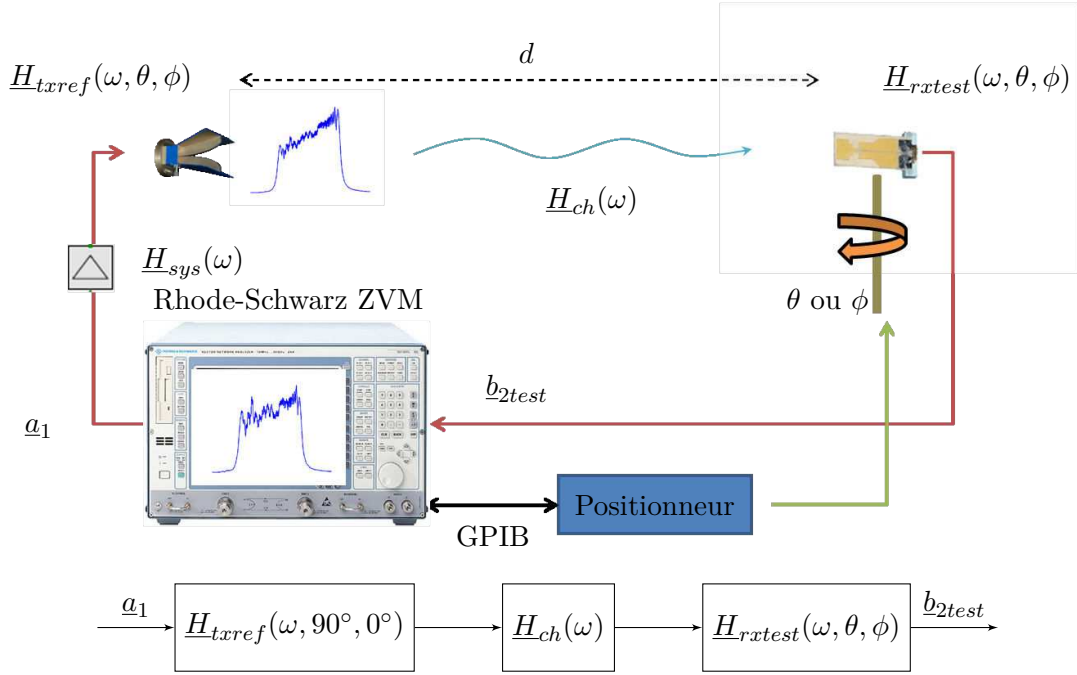 d
H_txref(ω, θ, ϕ)
H_rxtest(ω, θ, ϕ)
H_ch(ω)
H_sys(ω)
Rhode-Schwarz ZVM
θ ou ϕ
b_2test
a_1
Positionneur
GPIB
a_1
H_txref(ω, 90°, 0°)
H_ch(ω)
H_rxtest(ω, θ, ϕ)
b_2test